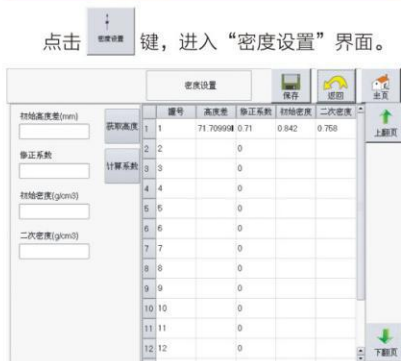 点击 密度设置 键，进入“密度设置”界面。
密度设置 保存 返回 主页
初始高度差(mm)
获取高度
修正系数
计算系数
初始密度(g/cm3)
二次密度(g/cm3)
罐号 高度差 修正系数 初始密度 二次密度
1 1 71.709999 0.71 0.842 0.758
2 2 0
3 3 0
4 4 0
5 5 0
6 6 0
7 7 0
8 8 0
9 9 0
10 10 0
11 11 0
12 12 0
上翻页
下翻页